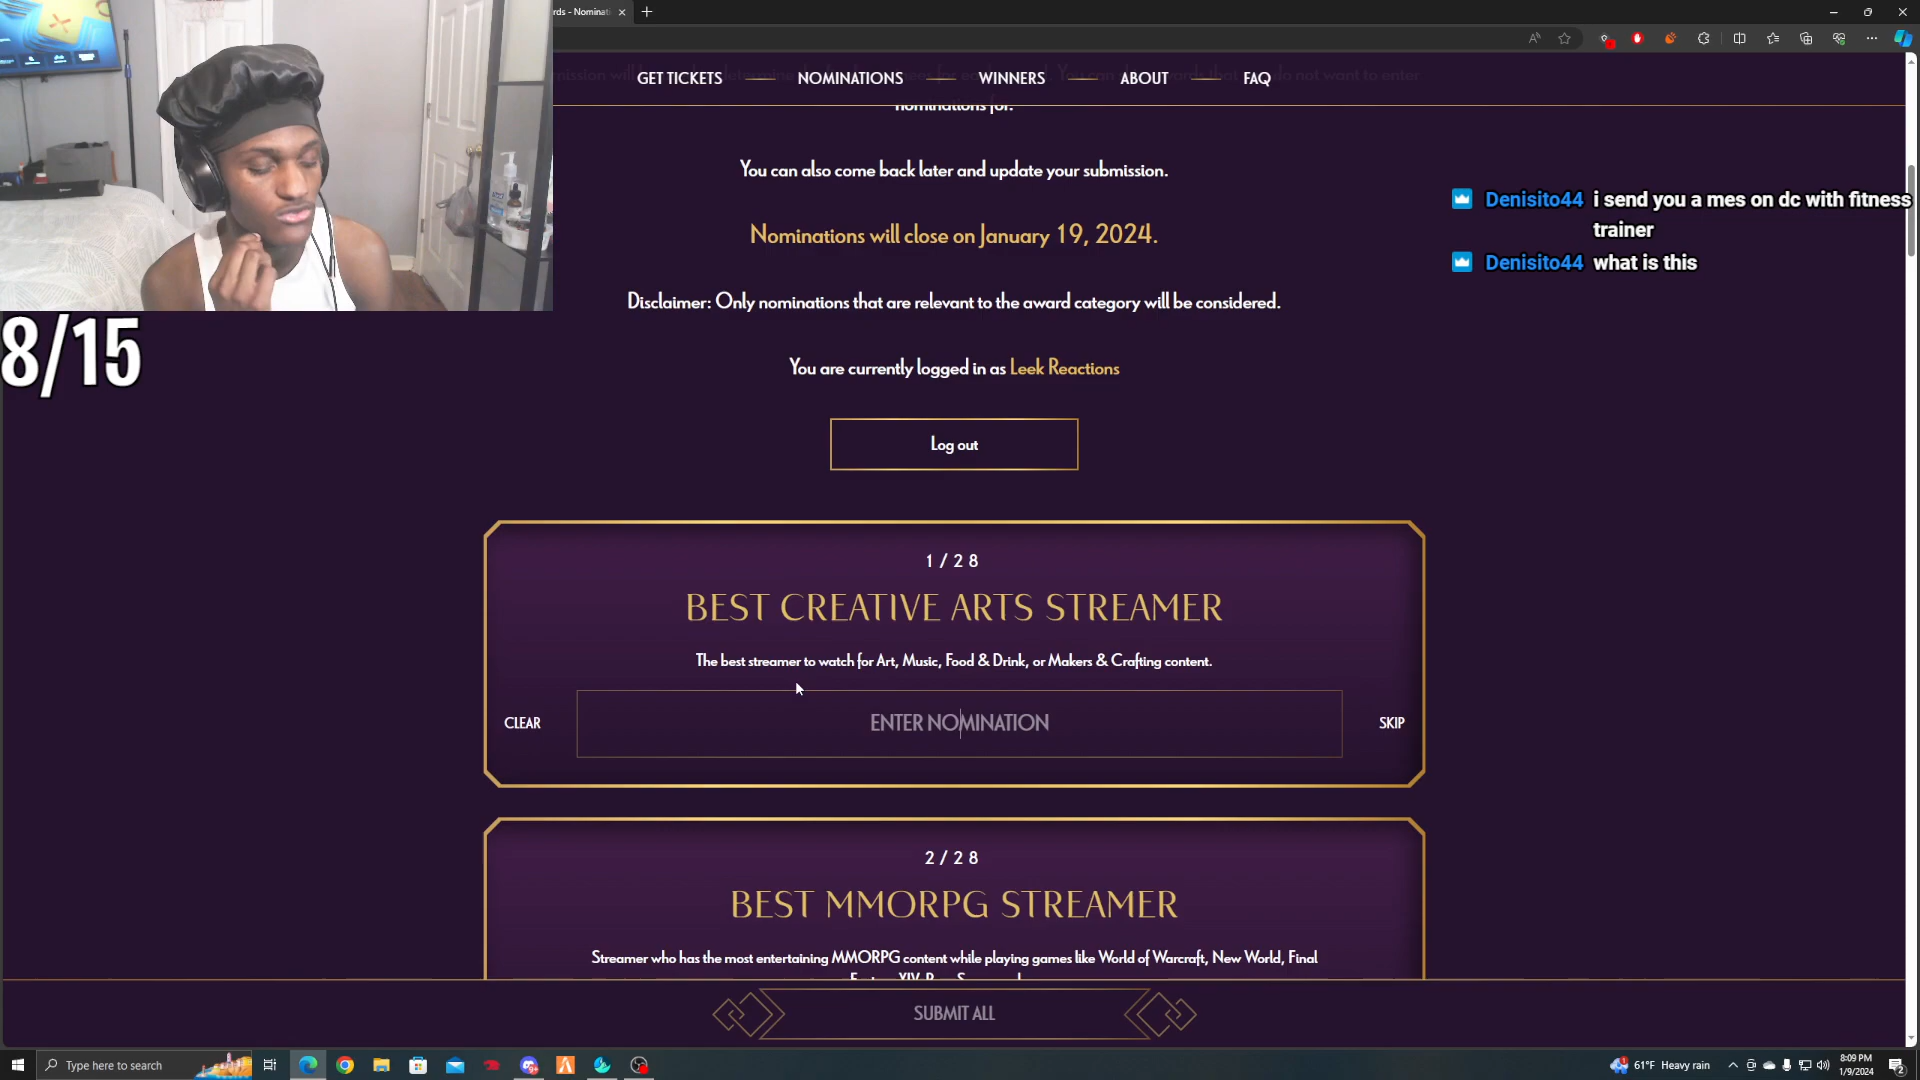 rds - Nominati
GET TICKETS NOMINATIONS WINNERS ABOUT FAQ
nominations for.
You can also come back later and update your submission.
Nominations will close on January 19, 2024.
Disclaimer: Only nominations that are relevant to the award category will be considered.
You are currently logged in as Leek Reactions
Log out
Denisito44 i send you a mes on dc with fitness
trainer
Denisito44 what is this
8/15
1/28
BEST CREATIVE ARTS STREAMER
The best streamer to watch for Art, Music, Food & Drink, or Makers & Crafting content.
CLEAR ENTER NOMINATION SKIP
2/28
BEST MMORPG STREAMER
Streamer who has the most entertaining MMORPG content while playing games like World of Warcraft, New World, Final
SUBMIT ALL
Type here to search
61°F Heavy rain
8:09 PM
1/9/2024